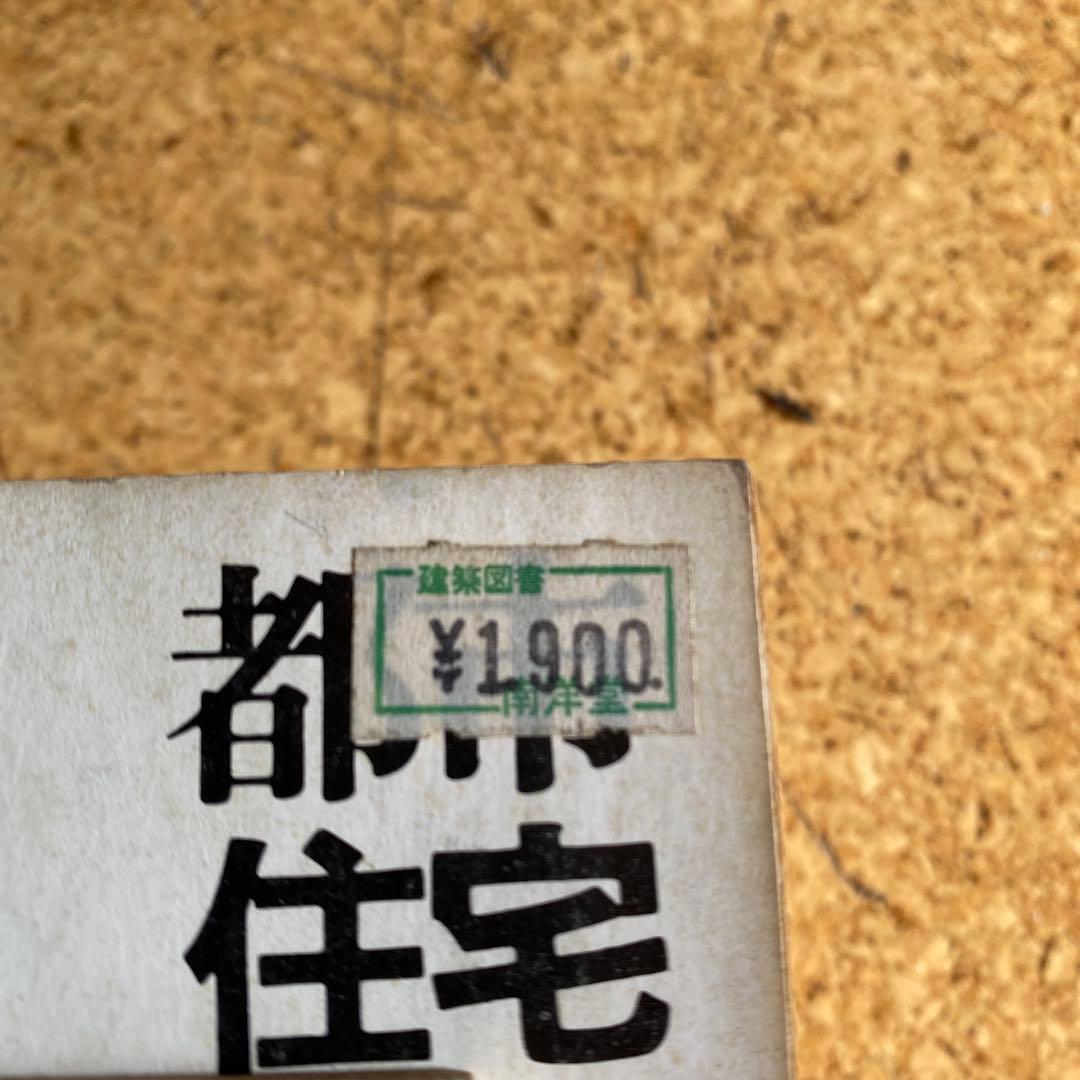 建築図書
¥1,900.
南洋堂
都市
住宅